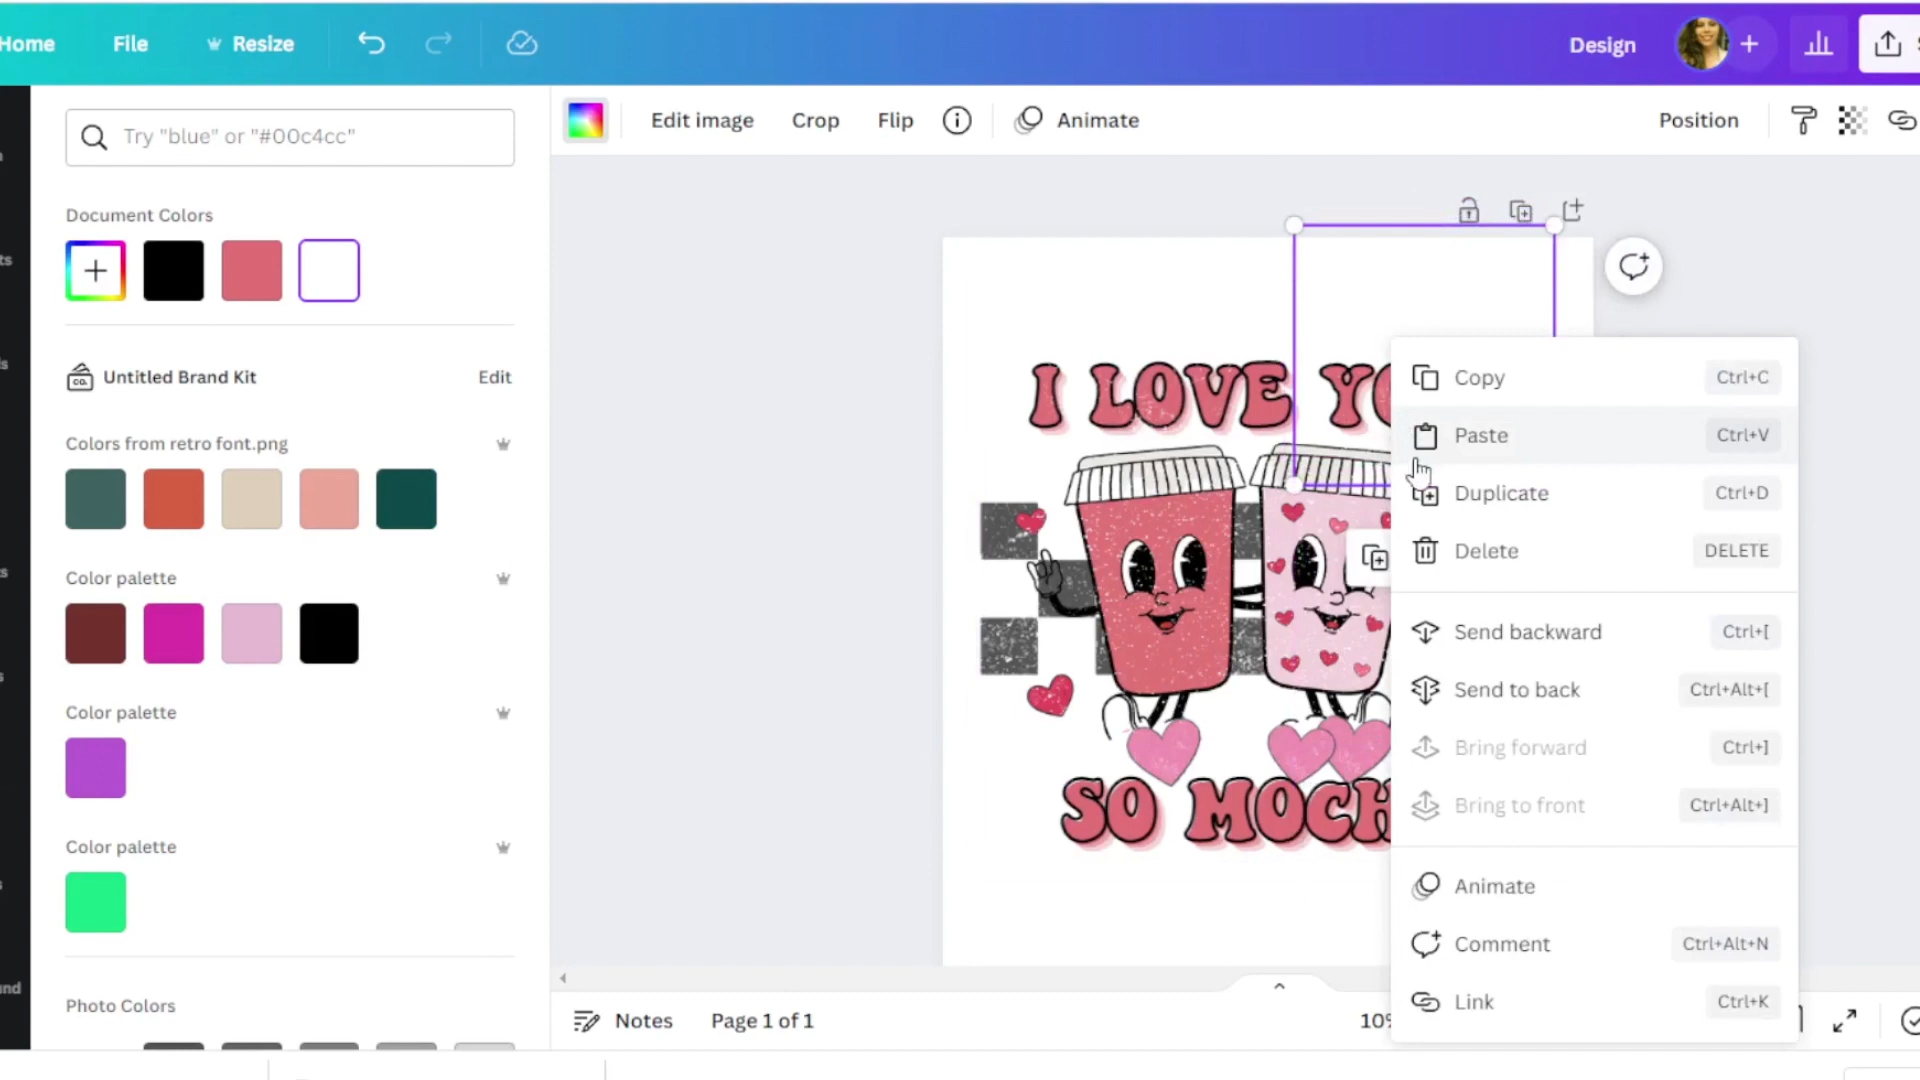 Home File Resize Design
Try "blue" or "#00c4cc" Edit image Crop Flip Animate Position
Document Colors
Untitled Brand Kit Edit
Colors from retro font.png
Color palette
Color palette
Color palette
Photo Colors
I LOVE
SO
Copy Ctrl+C
Paste Ctrl+V
Duplicate Ctrl+D
Delete DELETE
Send backward Ctrl+[
Send to back Ctrl+Alt+[
Bring forward Ctrl+]
Bring to front Ctrl+Alt+]
Animate
Comment Ctrl+Alt+N
Link Ctrl+K
Notes Page 1 of 1